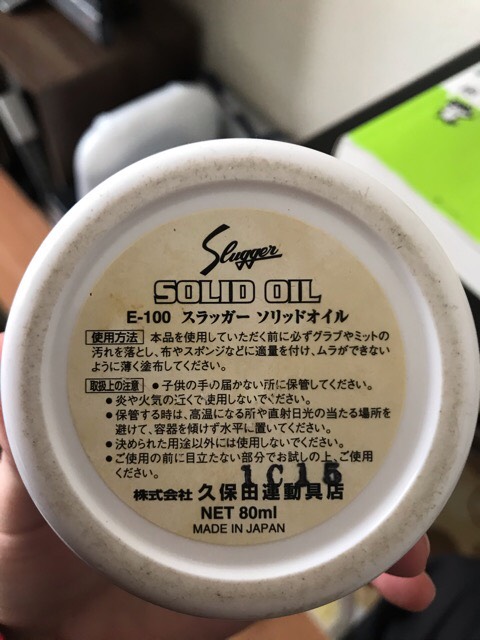 Slugger
SOLID OIL
E-100 スラッガー ソリッドオイル
使用方法 本品を使用していただく前に必ずグラブやミットの
汚れを落とし、布やスポンジなどに適量を付け、ムラができない
ように薄く塗布してください。
取扱上の注意 ●子供の手の届かない所に保管してください。
●炎や火気の近くで使用しないでください。
●保管する時は、高温になる所や直射日光の当たる場所を
避けて、容器を傾けず水平に置いてください。
●決められた用途以外には使用しないでください。
●ご使用の前に目立たない部分でお試しの上、ご使用
ください。
1C15
株式会社 久保田運動具店
NET 80ml
MADE IN JAPAN